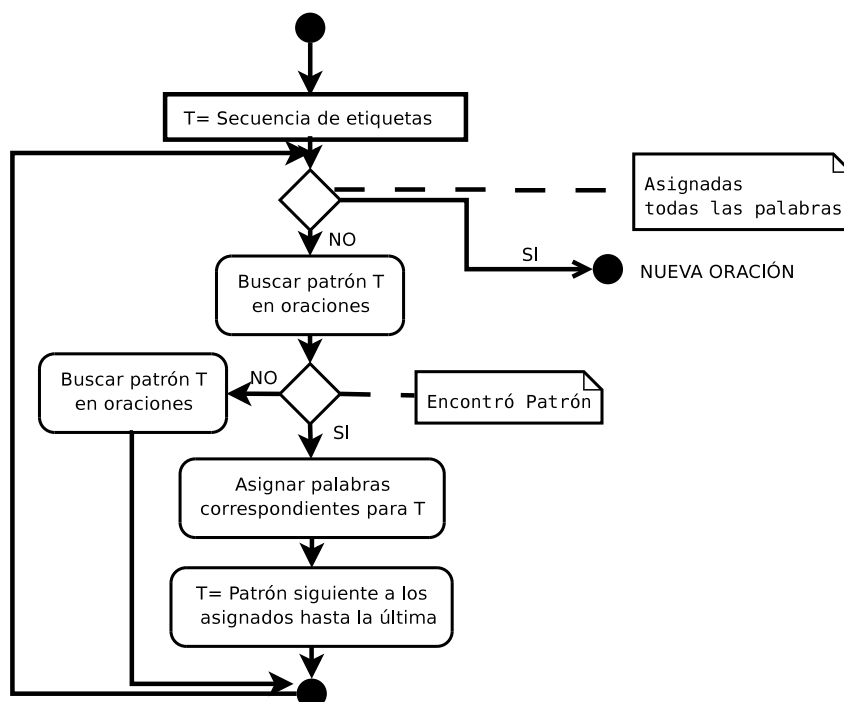 T= Secuencia de etiquetas
Asignadas
todas las palabras
NO
SI
NUEVA ORACIÓN
Buscar patrón T
en oraciones
Buscar patrón T
en oraciones
NO
Encontró Patrón
SI
Asignar palabras
correspondientes para T
T= Patrón siguiente a los
asignados hasta la última